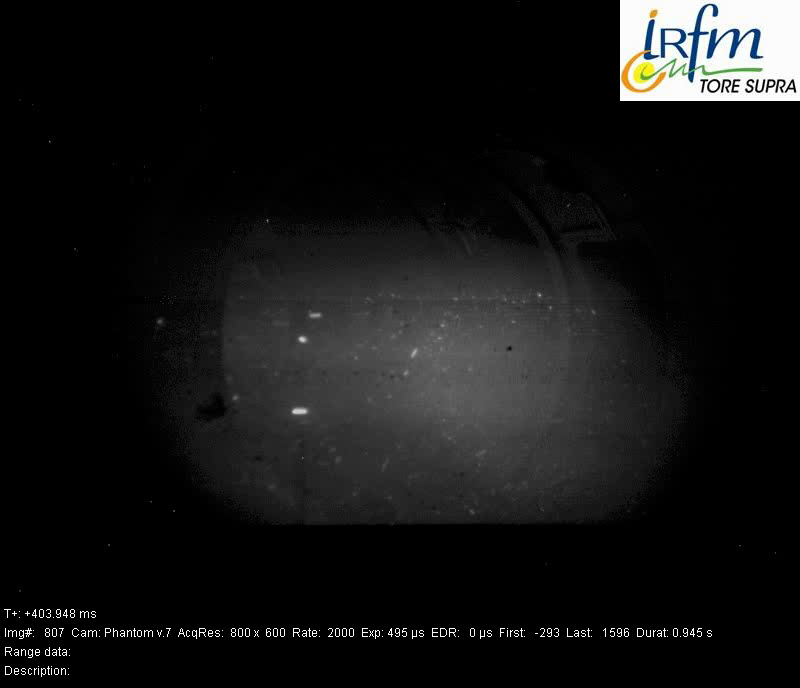 iRfm
TORE SUPRA
T+: +403.948 ms
Img#: 807 Cam: Phantom v.7 AcqRes: 800 x 600 Rate: 2000 Exp: 495 µs EDR: 0 µs First: -293 Last: 1596 Durat: 0.945 s
Range data:
Description: